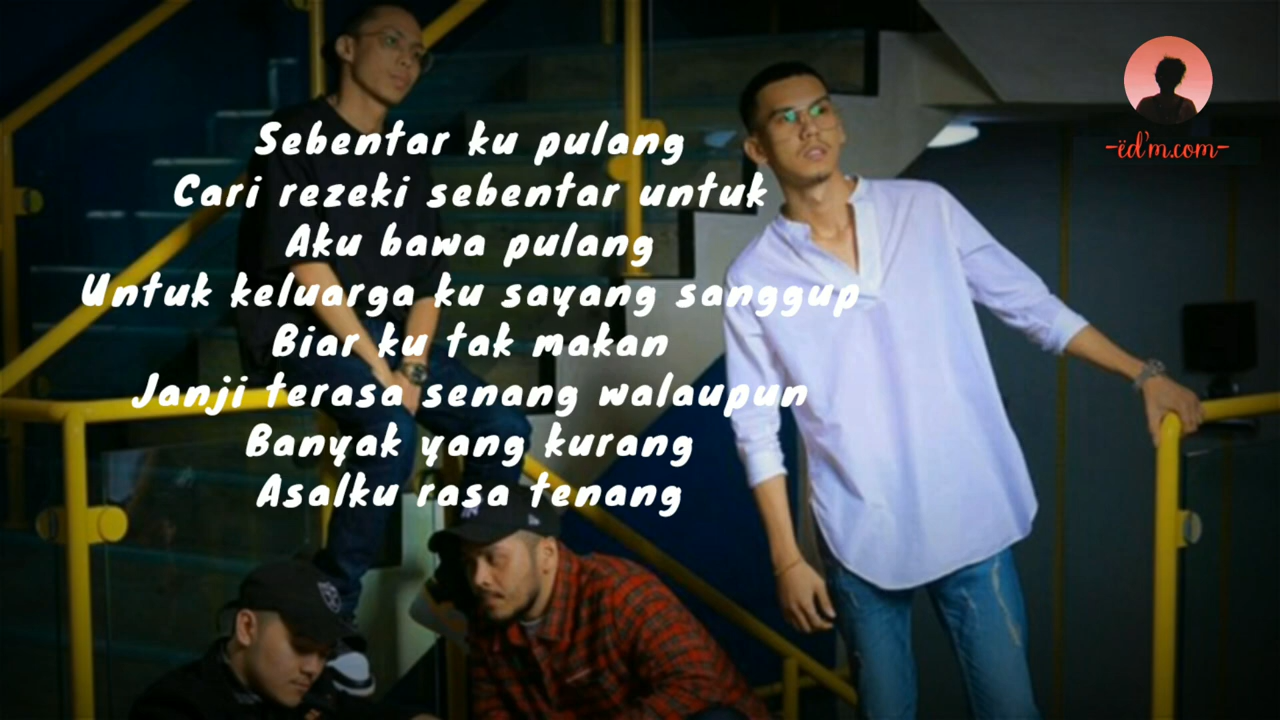 Sebentar ku pulang
Cari rezeki sebentar untuk
Aku bawa pulang
Untuk keluarga ku sayang sanggup
Biar ku tak makan
Janji terasa senang walaupun
Banyak yang kurang
Asalku rasa tenang
-ëd'm.com-